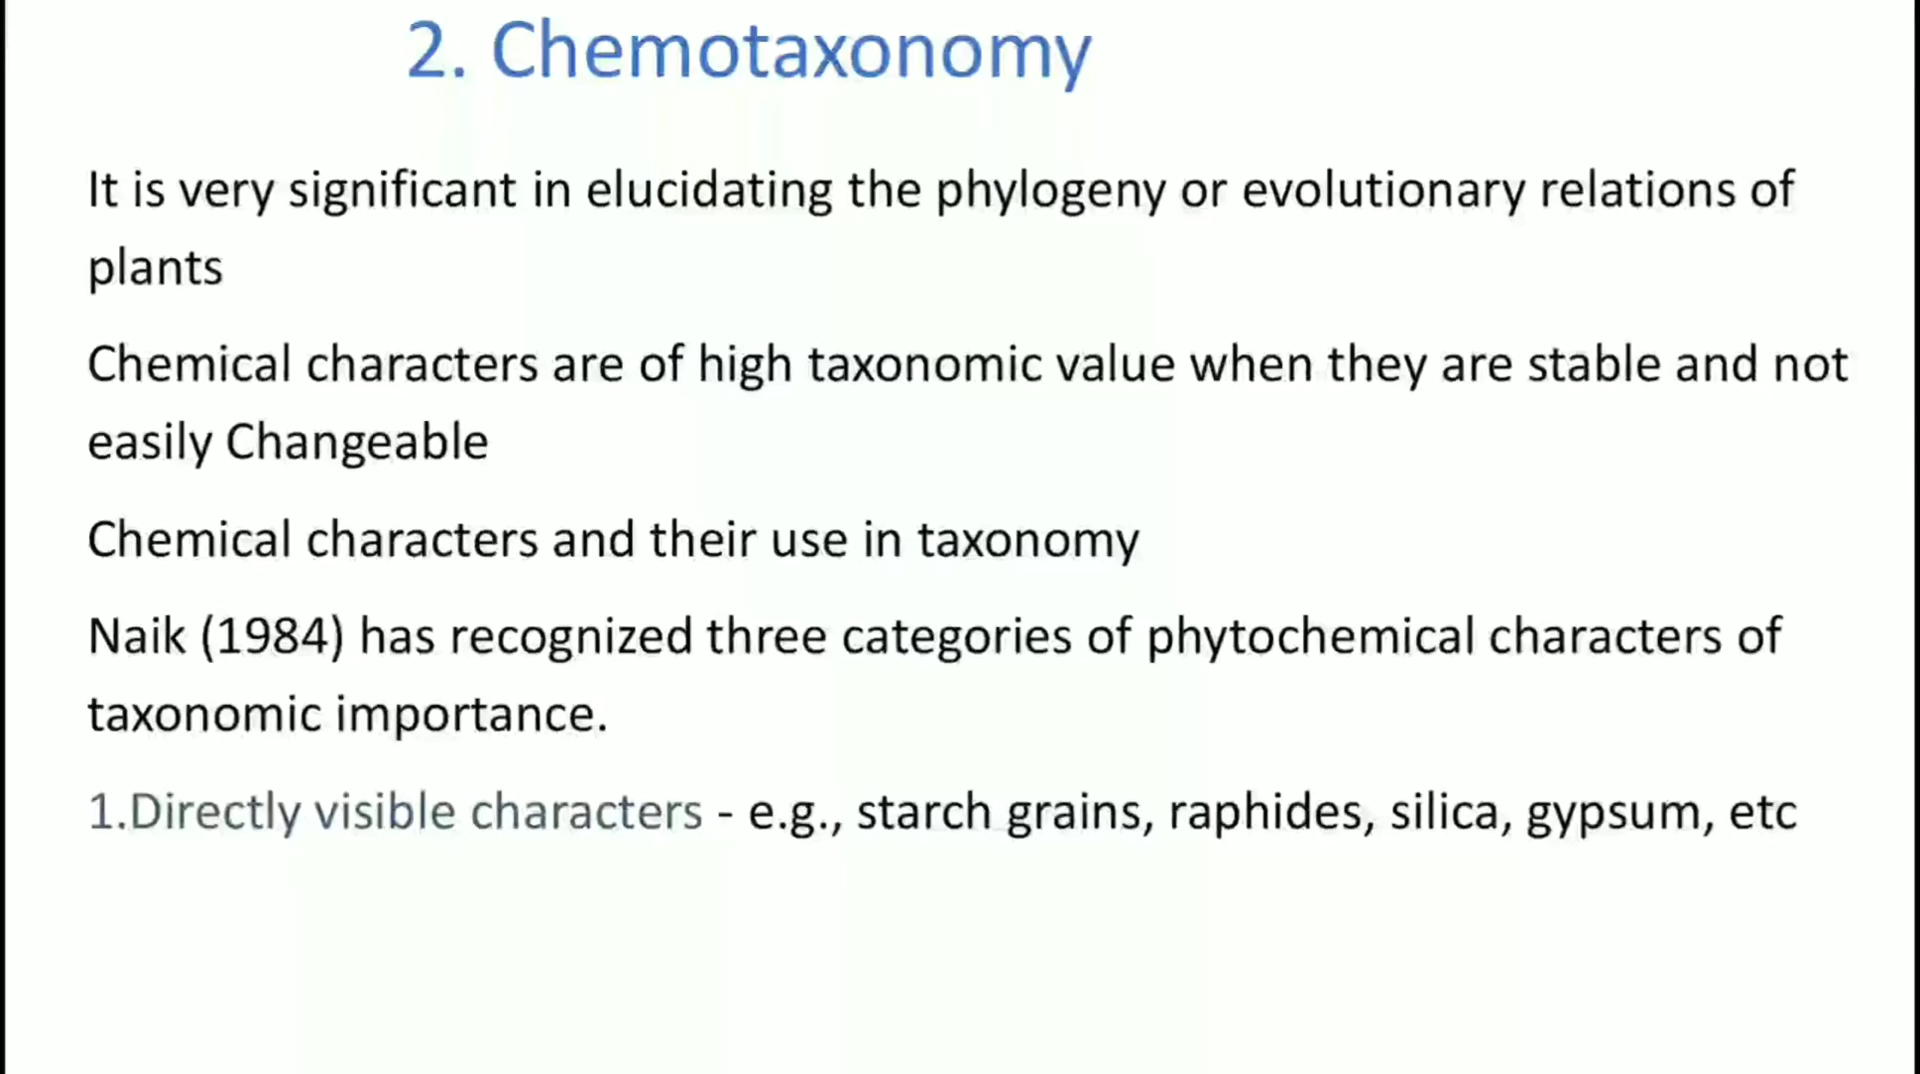 2. Chemotaxonomy
It is very significant in elucidating the phylogeny or evolutionary relations of
plants
Chemical characters are of high taxonomic value when they are stable and not
easily Changeable
Chemical characters and their use in taxonomy
Naik (1984) has recognized three categories of phytochemical characters of
taxonomic importance.
1.Directly visible characters - e.g., starch grains, raphides, silica, gypsum, etc